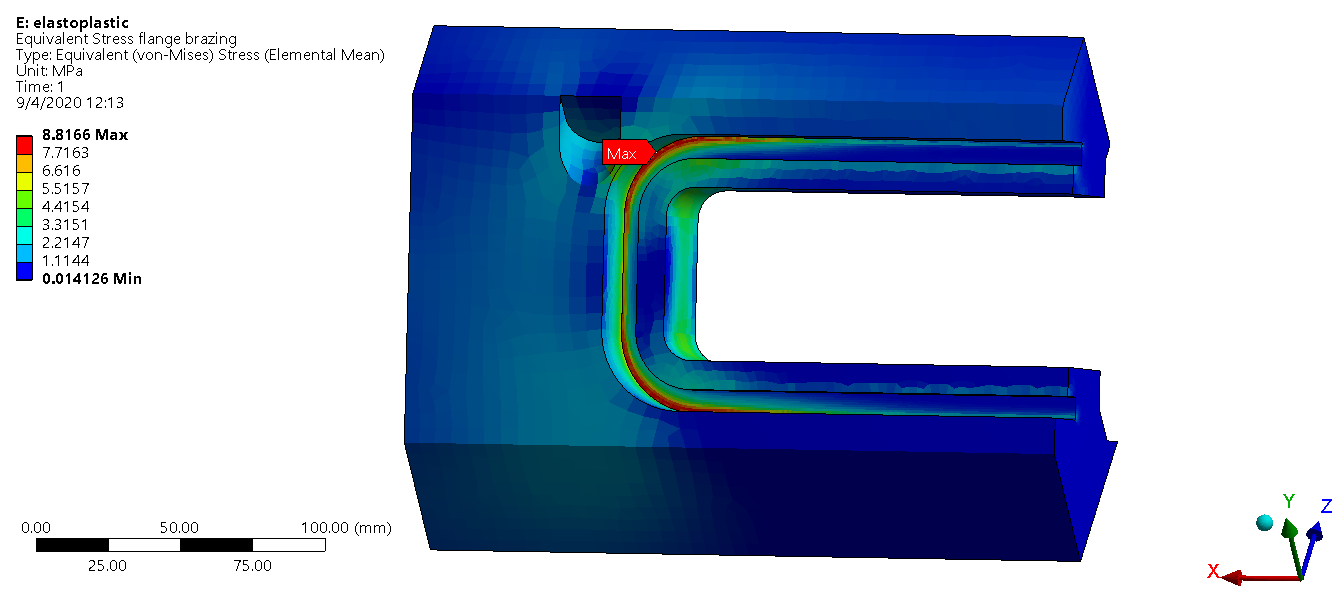 E: elastoplastic
Equivalent Stress flange brazing
Type: Equivalent (von-Mises) Stress (Elemental Mean)
Unit: MPa
Time: 1
9/4/2020 12:13
8.8166 Max
7.7163
6.616
5.5157
4.4154
3.3151
2.2147
1.1144
0.014126 Min
Max
0.00 50.00 100.00 (mm)
25.00 75.00
Y
Z
X